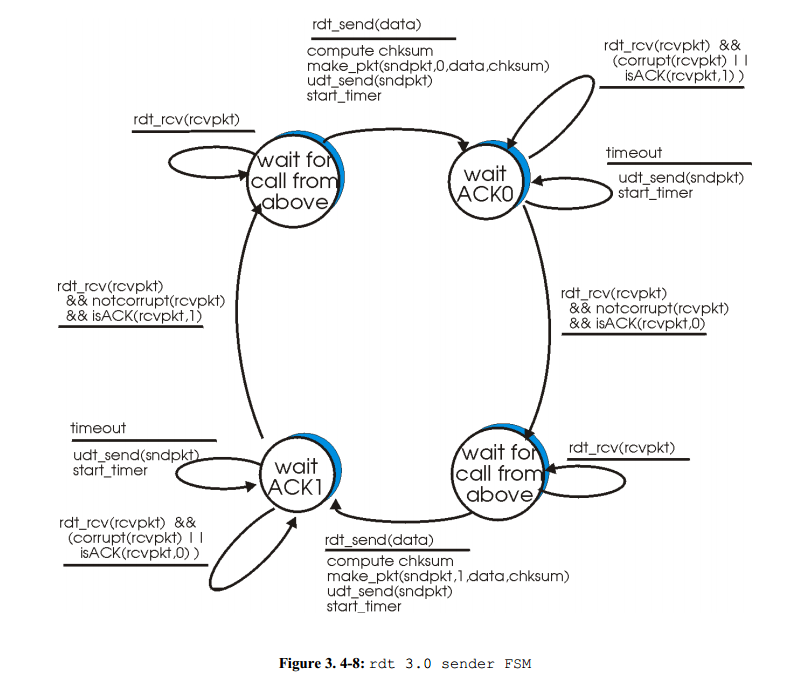 rdt_send(data)
compute chksum
make_pkt(sndpkt,0,data,chksum)
udt_send(sndpkt)
start_timer
rdt_rcv(rcvpkt) &&
(corrupt(rcvpkt) ||
isACK(rcvpkt,1) )
rdt_rcv(rcvpkt)
wait for
call from
above
wait
ACK0
timeout
udt_send(sndpkt)
start_timer
rdt_rcv(rcvpkt)
&& notcorrupt(rcvpkt)
&& isACK(rcvpkt,1)
rdt_rcv(rcvpkt)
&& notcorrupt(rcvpkt)
&& isACK(rcvpkt,0)
timeout
udt_send(sndpkt)
start_timer
wait
ACK1
wait for
call from
above
rdt_rcv(rcvpkt)
rdt_rcv(rcvpkt) &&
(corrupt(rcvpkt) ||
isACK(rcvpkt,0) )
rdt_send(data)
compute chksum
make_pkt(sndpkt,1,data,chksum)
udt_send(sndpkt)
start_timer
Figure 3. 4-8: rdt 3.0 sender FSM